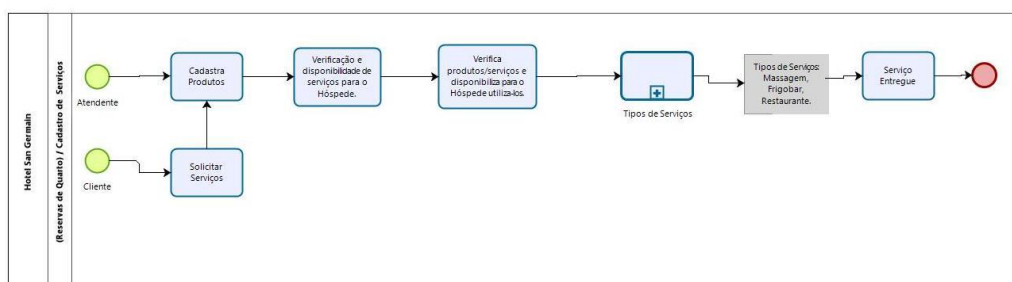 Hotel San Germain
(Reservas de Quatto) / Cadastro de Serviços
Atendente
Cadastra
Produtos
Verificação e
disponibilidade de
serviços para o
Hóspede.
Verifica
produtos/serviços e
disponibiliza para o
Hóspede utiliza-los.
Tipos de Serviços
Tipos de Serviços:
Massagem,
Frigobar,
Restaurante.
Serviço
Entregue
Cliente
Solicitar
Serviços